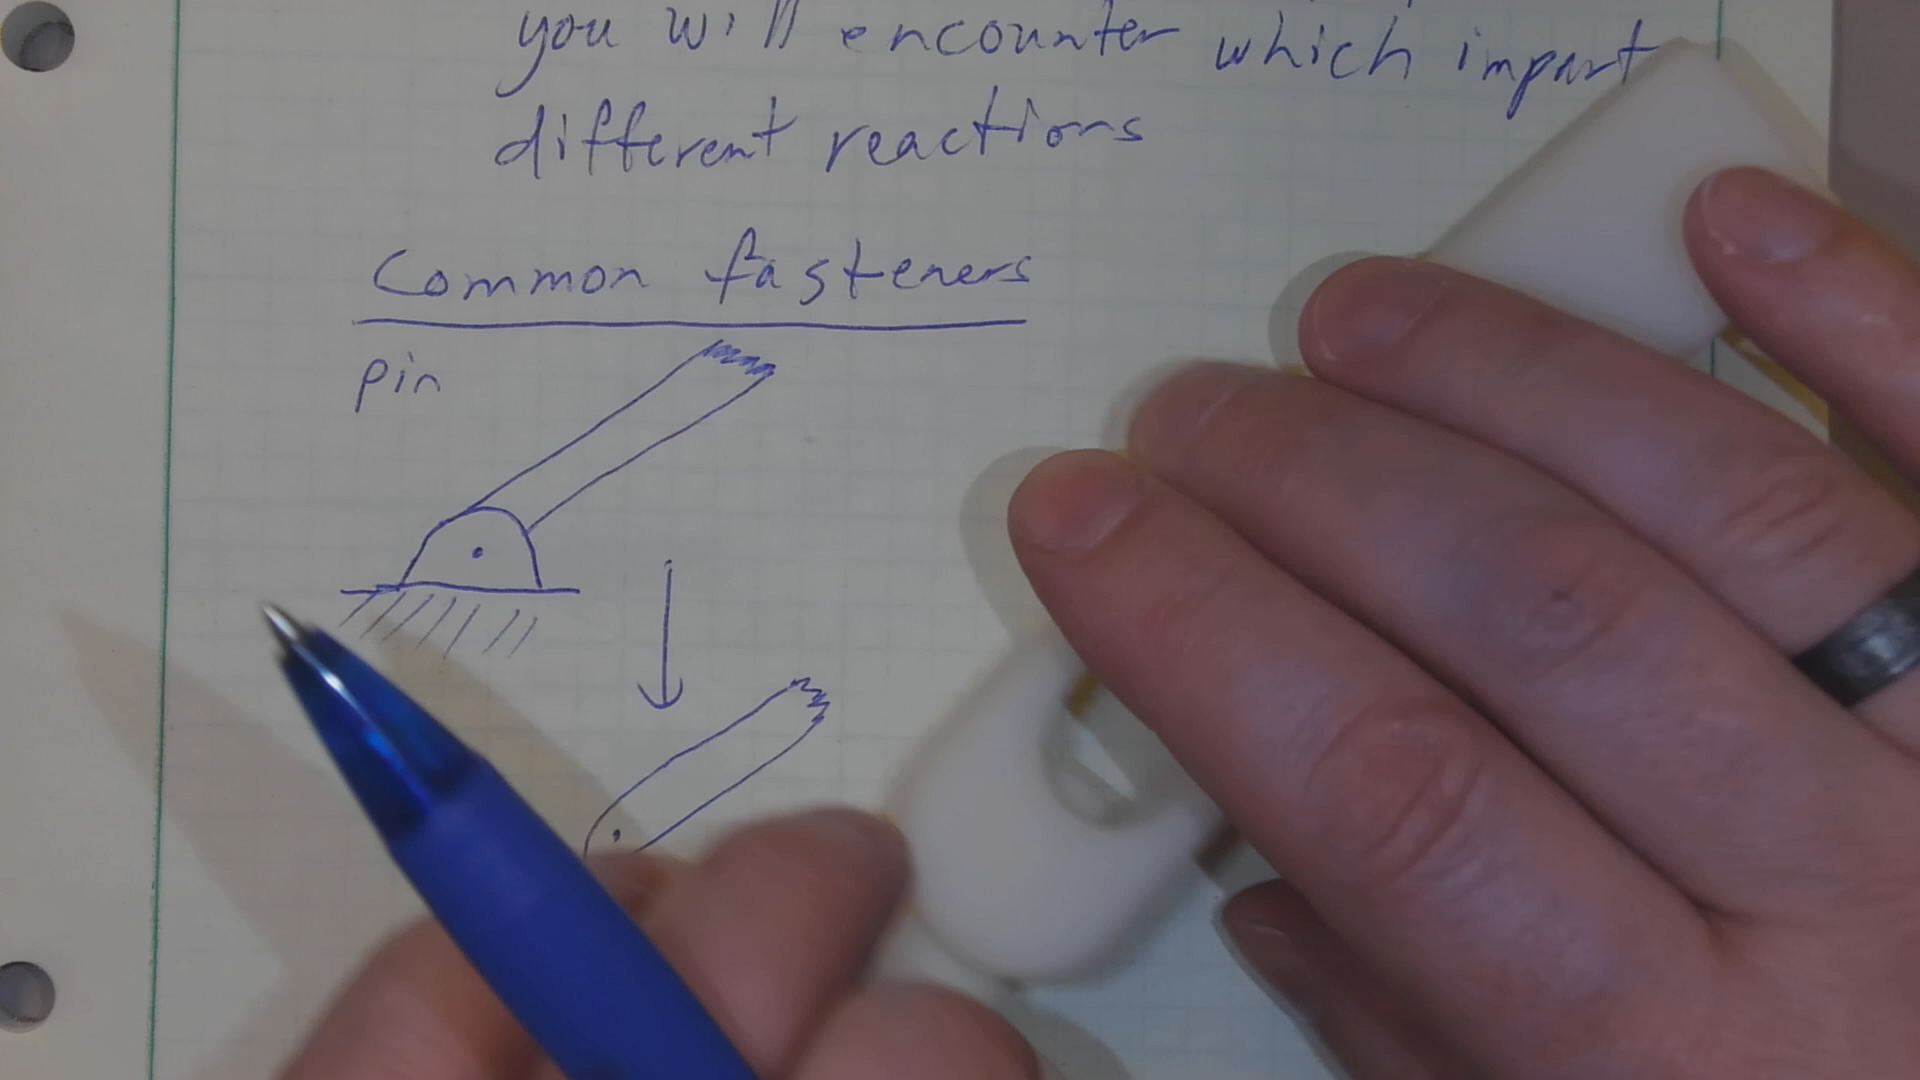 you will encounter which impart
different reactions
Common fasteners
pin